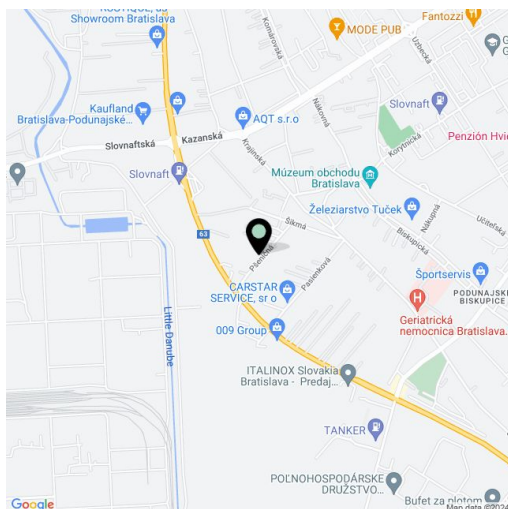 Showroom Bratislava
Komárovská
MODE PUB
Fantozzi
Uzbecká
Kaufland
Bratislava-Podunajské...
AQT s.r.o
Nákovná
Slovnaft
Kazanská
Slovnaftská
Krajinská
Korytnická
Penzión Hvie
Slovnaft
Múzeum obchodu
Bratislava
Železiarstvo Tuček
Nákupná
Učiteľská
Šikmá
63
Biskupická
Pšeničná
Pasienková
Športservis
CARSTAR
SERVICE, sr o
PODUNAJSKÉ
BISKUPICE
Geriatrická
nemocnica Bratislava...
Little Danube
009 Group
ITALINOX Slovakia
Bratislava - Predaj...
TANKER
POĽNOHOSPODÁRSKE
DRUŽSTVO...
Bufet za plotom
Google
Map data ©2024